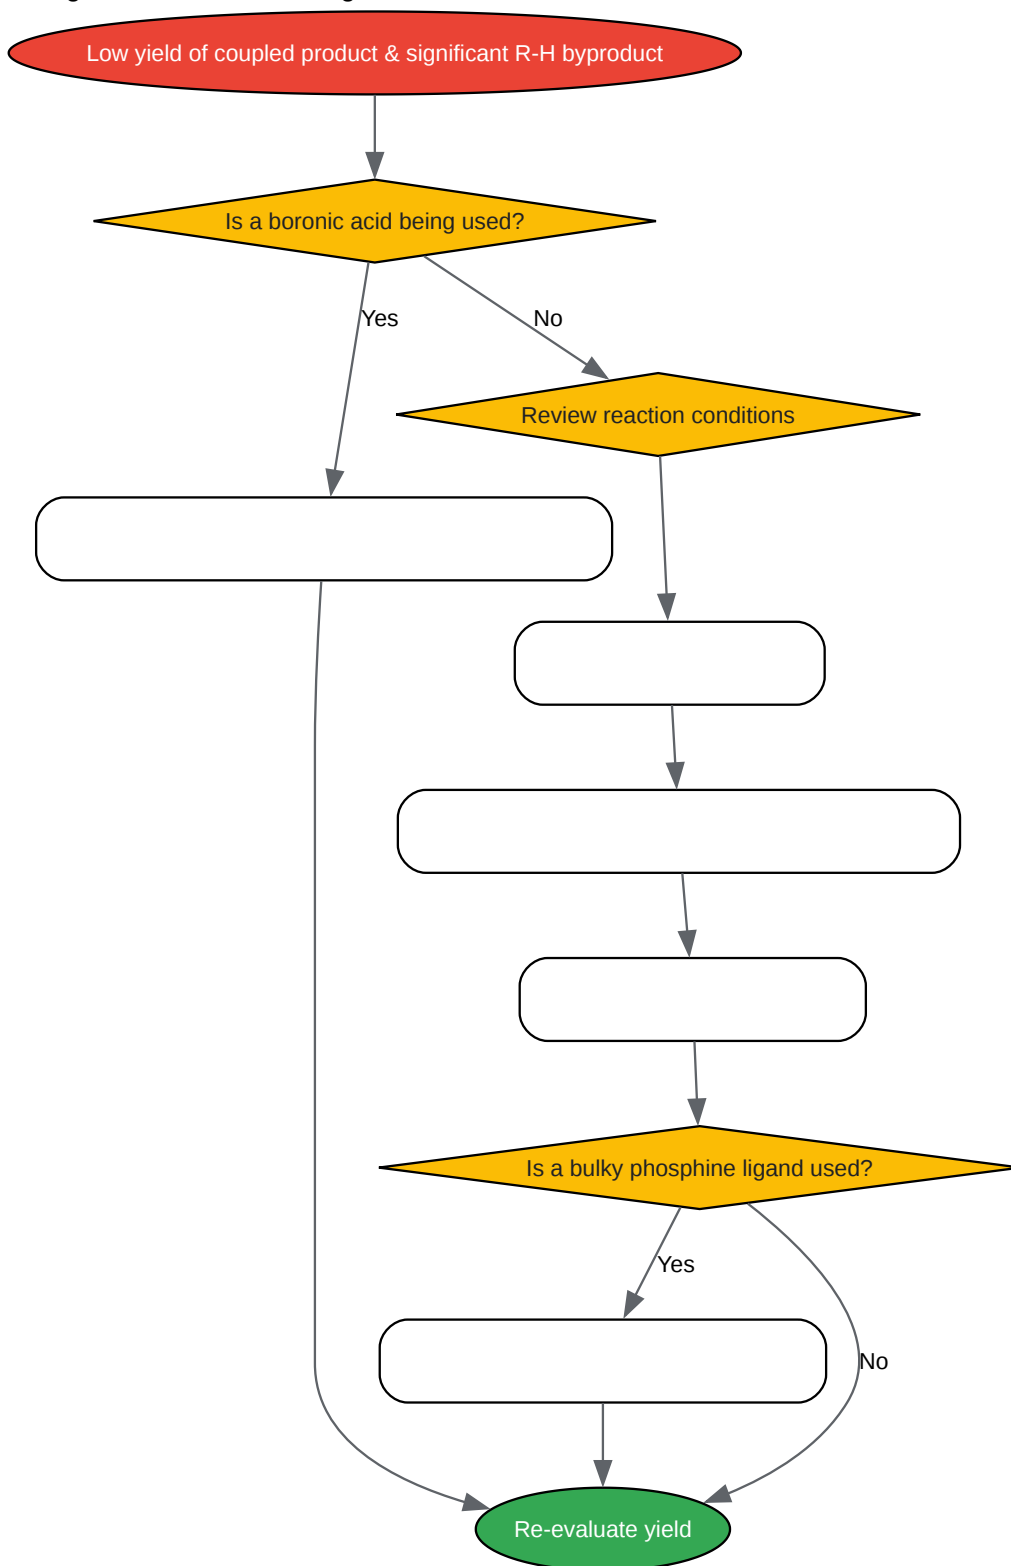 Low yield of coupled product & significant R-H byproduct
Is a boronic acid being used?
Yes
No
Review reaction conditions
Is a bulky phosphine ligand used?
Yes
No
Re-evaluate yield